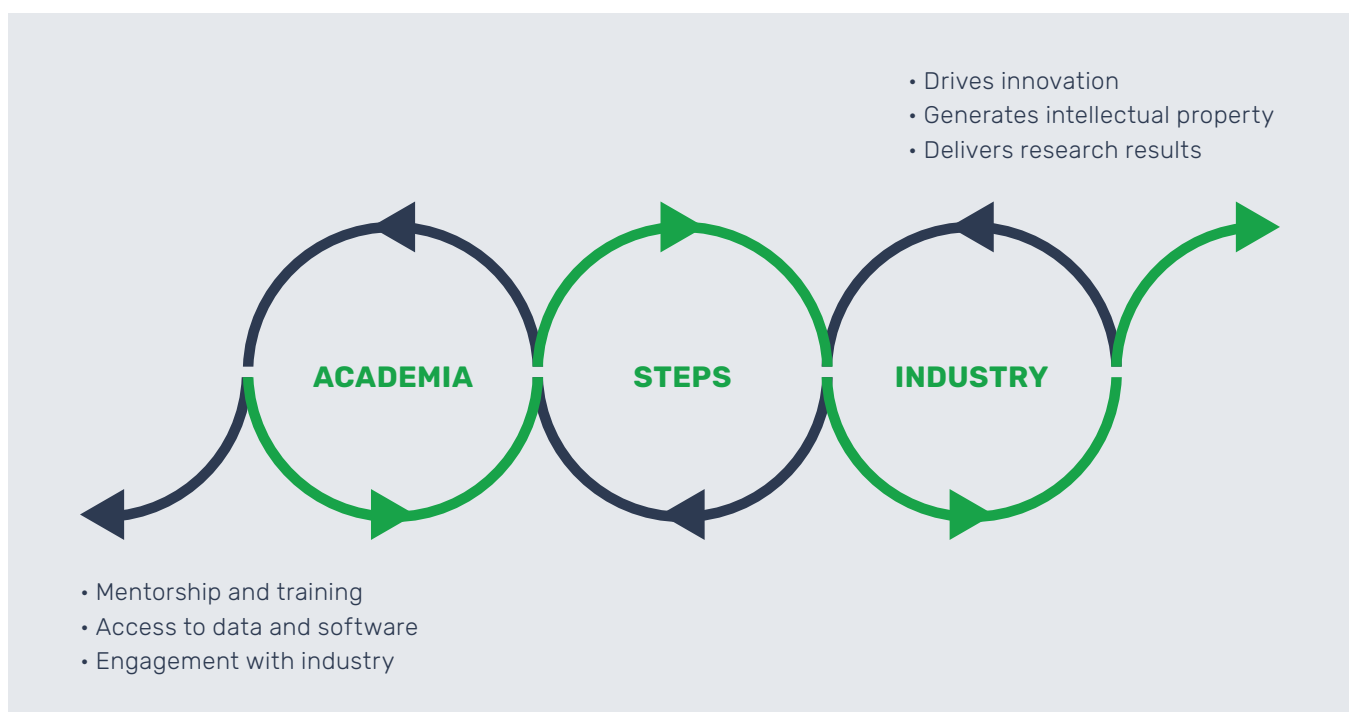 • Drives innovation
• Generates intellectual property
• Delivers research results
ACADEMIA
STEPS
INDUSTRY
• Mentorship and training
• Access to data and software
• Engagement with industry